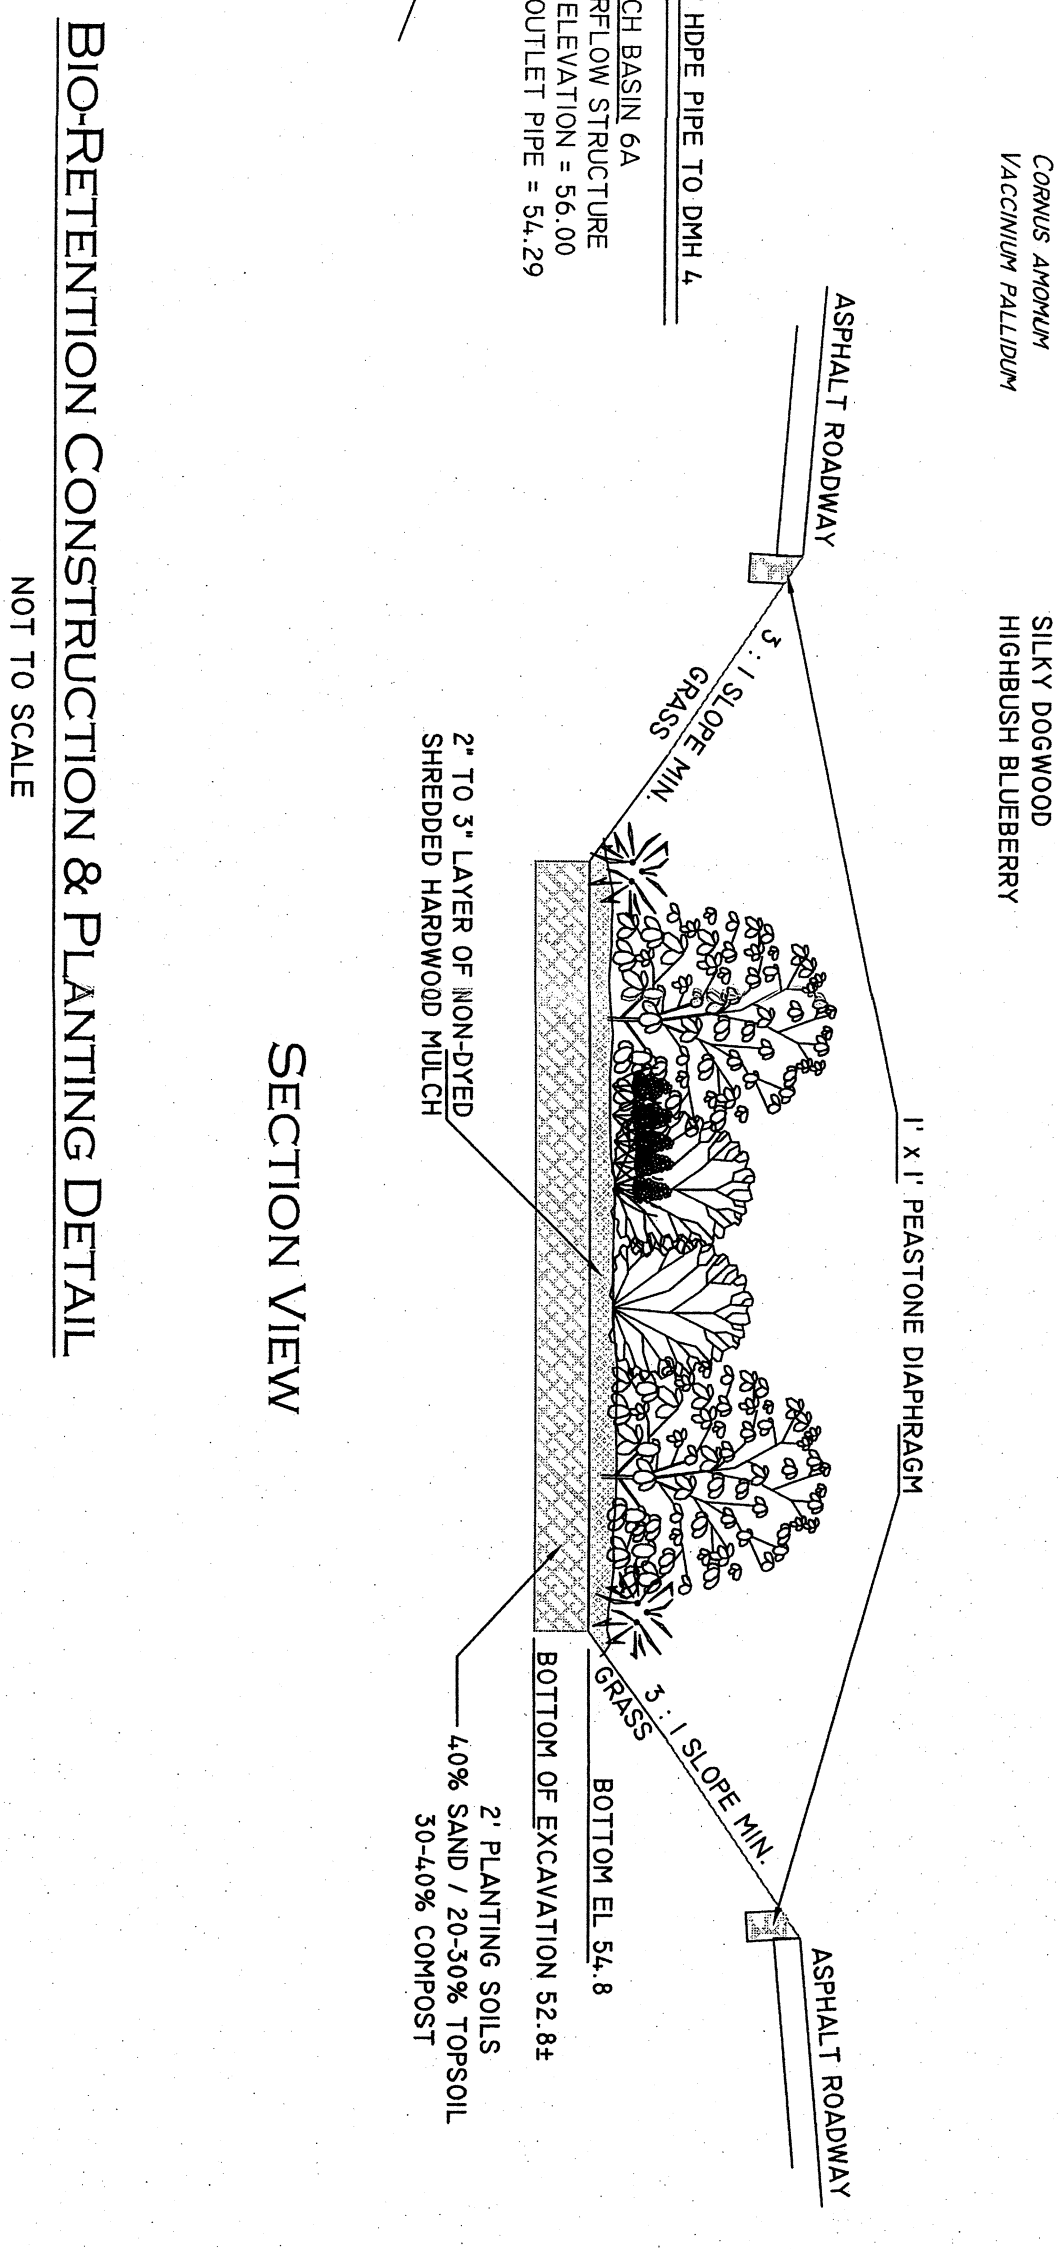 CORNUS AMOMUM SILKY DOGWOOD
VACCINIUM PALLIDUM HIGHBUSH BLUEBERRY
HDPE PIPE TO DMH 4
CH BASIN 6A
RFLOW STRUCTURE
ELEVATION = 56.00
OUTLET PIPE = 54.29
1' x 1' PEASTONE DIAPHRAGM
ASPHALT ROADWAY
ASPHALT ROADWAY
3 : 1 SLOPE MIN.
GRASS
3 : 1 SLOPE MIN.
GRASS
BOTTOM EL 54.8
BOTTOM OF EXCAVATION 52.8±
2" TO 3" LAYER OF NON-DYED
SHREDDED HARDWOOD MULCH
2' PLANTING SOILS
40% SAND / 20-30% TOPSOIL
30-40% COMPOST
SECTION VIEW
BIO-RETENTION CONSTRUCTION & PLANTING DETAIL
NOT TO SCALE